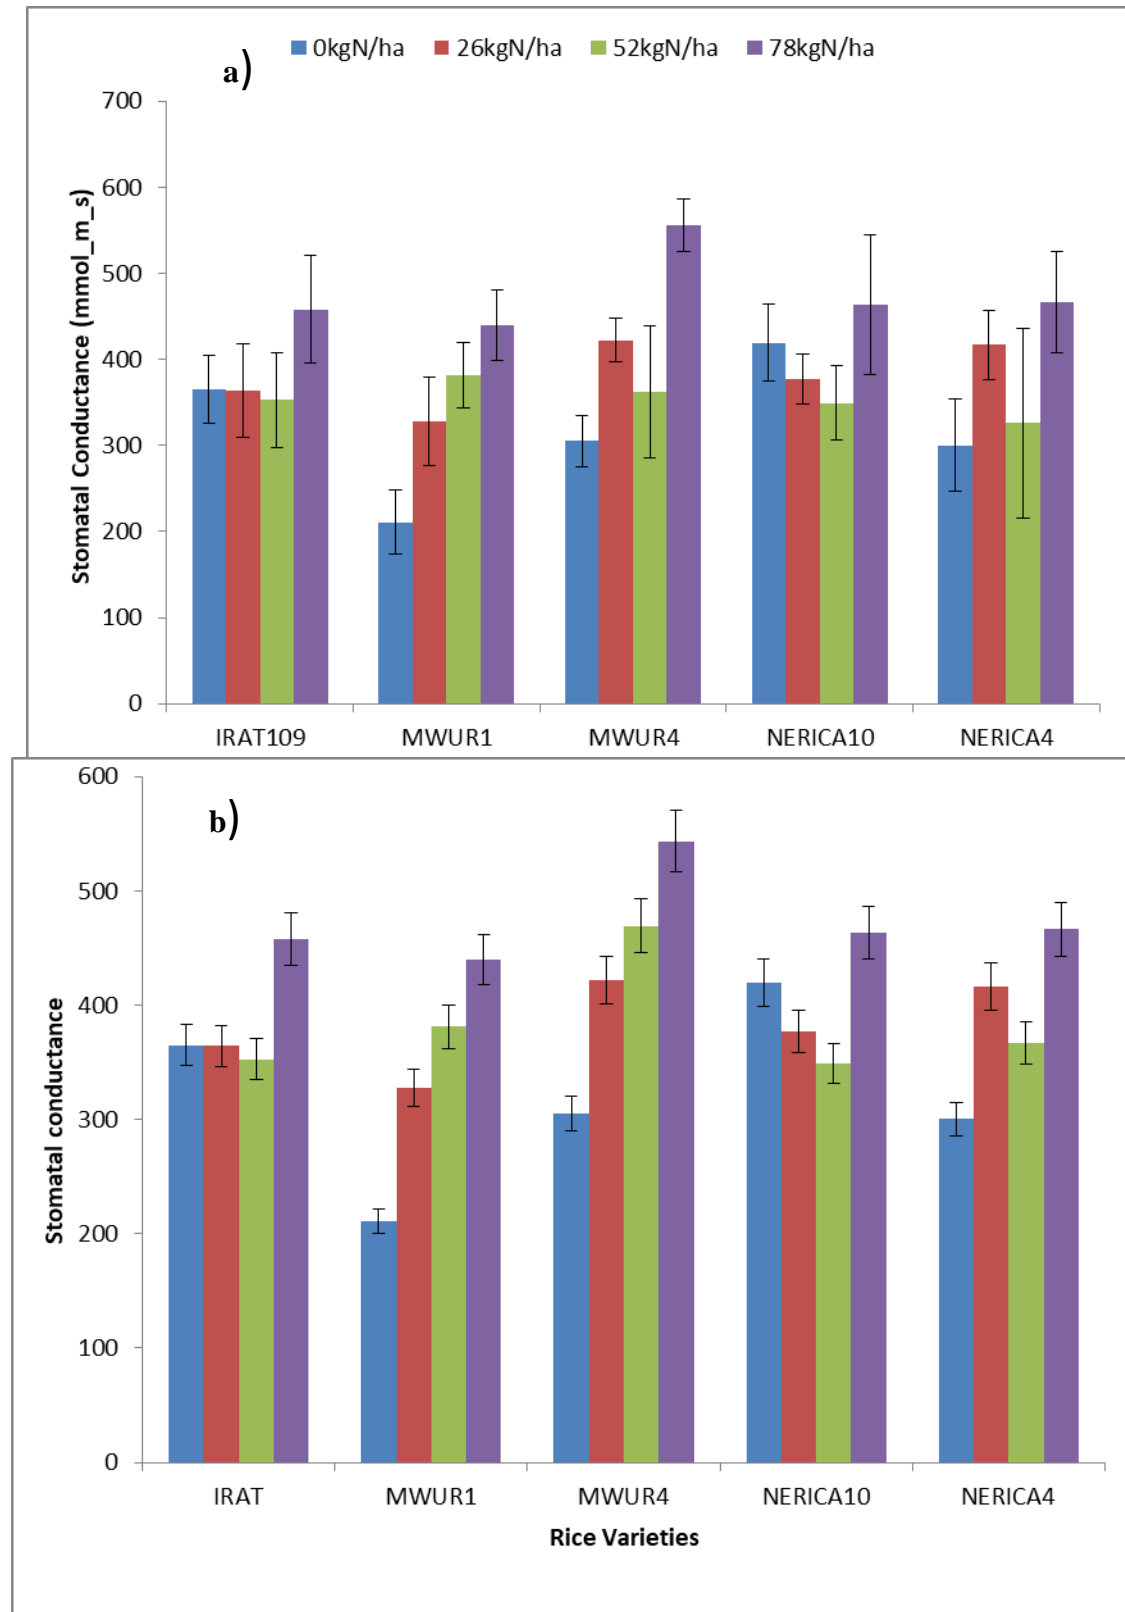 0kgN/ha 26kgN/ha 52kgN/ha 78kgN/ha
a)
700
600
500
400
300
200
100
0
Stomatal Conductance (mmol_m_s)
IRAT109 MWUR1 MWUR4 NERICA10 NERICA4
b)
600
500
400
300
200
100
0
Stomatal conductance
IRAT MWUR1 MWUR4 NERICA10 NERICA4
Rice Varieties